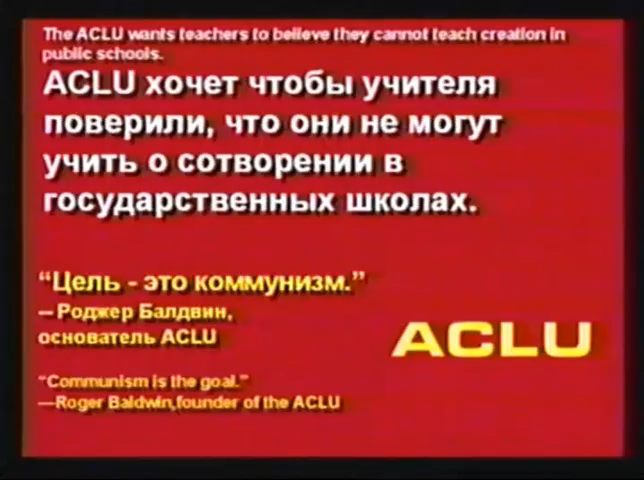 The ACLU wants teachers to believe they cannot teach creation in
public schools.
ACLU хочет чтобы учителя
поверили, что они не могут
учить о сотворении в
государственных школах.
“Цель - это коммунизм.”
— Роджер Балдвин,
основатель ACLU
ACLU
“Communism is the goal.”
—Roger Baldwin,founder of the ACLU